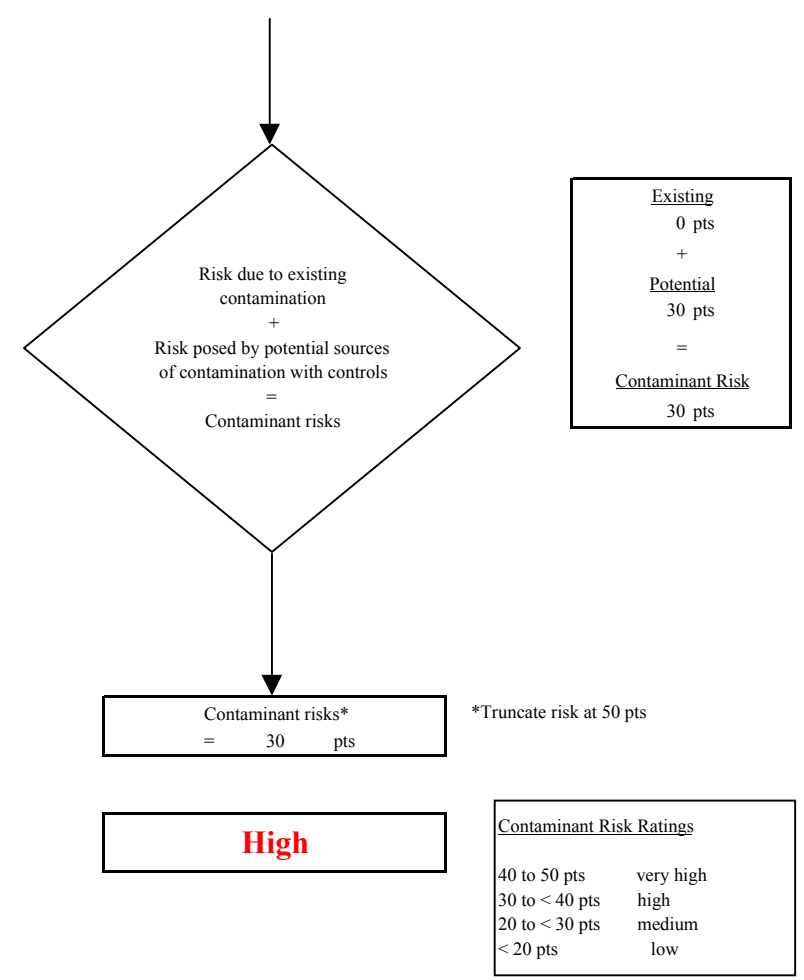 Risk due to existing
contamination
+
Risk posed by potential sources
of contamination with controls
=
Contaminant risks
Existing
0 pts
+
Potential
30 pts
=
Contaminant Risk
30 pts
Contaminant risks*
= 30 pts
*Truncate risk at 50 pts
High
Contaminant Risk Ratings
40 to 50 pts very high
30 to < 40 pts high
20 to < 30 pts medium
< 20 pts low